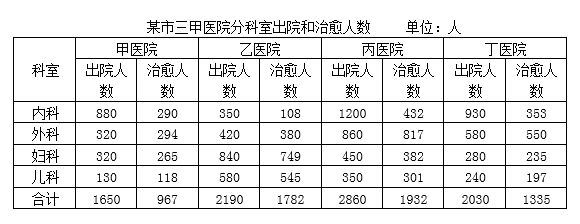 某市三甲医院分科室出院和治愈人数 单位：人
科室 甲医院 乙医院 丙医院 丁医院
出院人数 治愈人数 出院人数 治愈人数 出院人数 治愈人数 出院人数 治愈人数
内科 880 290 350 108 1200 432 930 353
外科 320 294 420 380 860 817 580 550
妇科 320 265 840 749 450 382 280 235
儿科 130 118 580 545 350 301 240 197
合计 1650 967 2190 1782 2860 1932 2030 1335